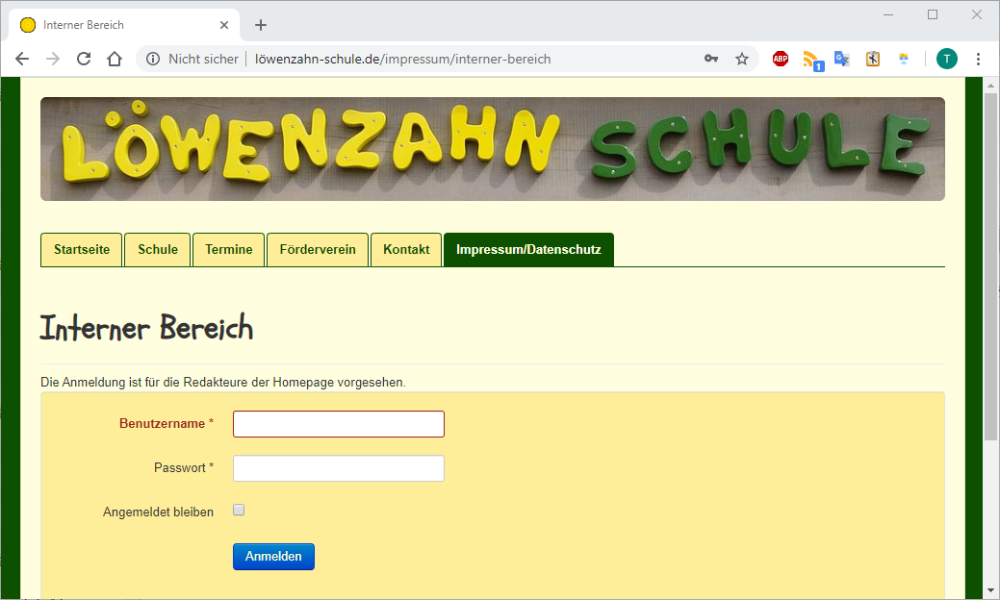 Interner Bereich
Nicht sicher löwenzahn-schule.de/impressum/interner-bereich ABP 1 G T
LÖWENZAHN SCHULE
Startseite Schule Termine Förderverein Kontakt Impressum/Datenschutz
Interner Bereich
Die Anmeldung ist für die Redakteure der Homepage vorgesehen.
Benutzername *
Passwort *
Angemeldet bleiben
Anmelden